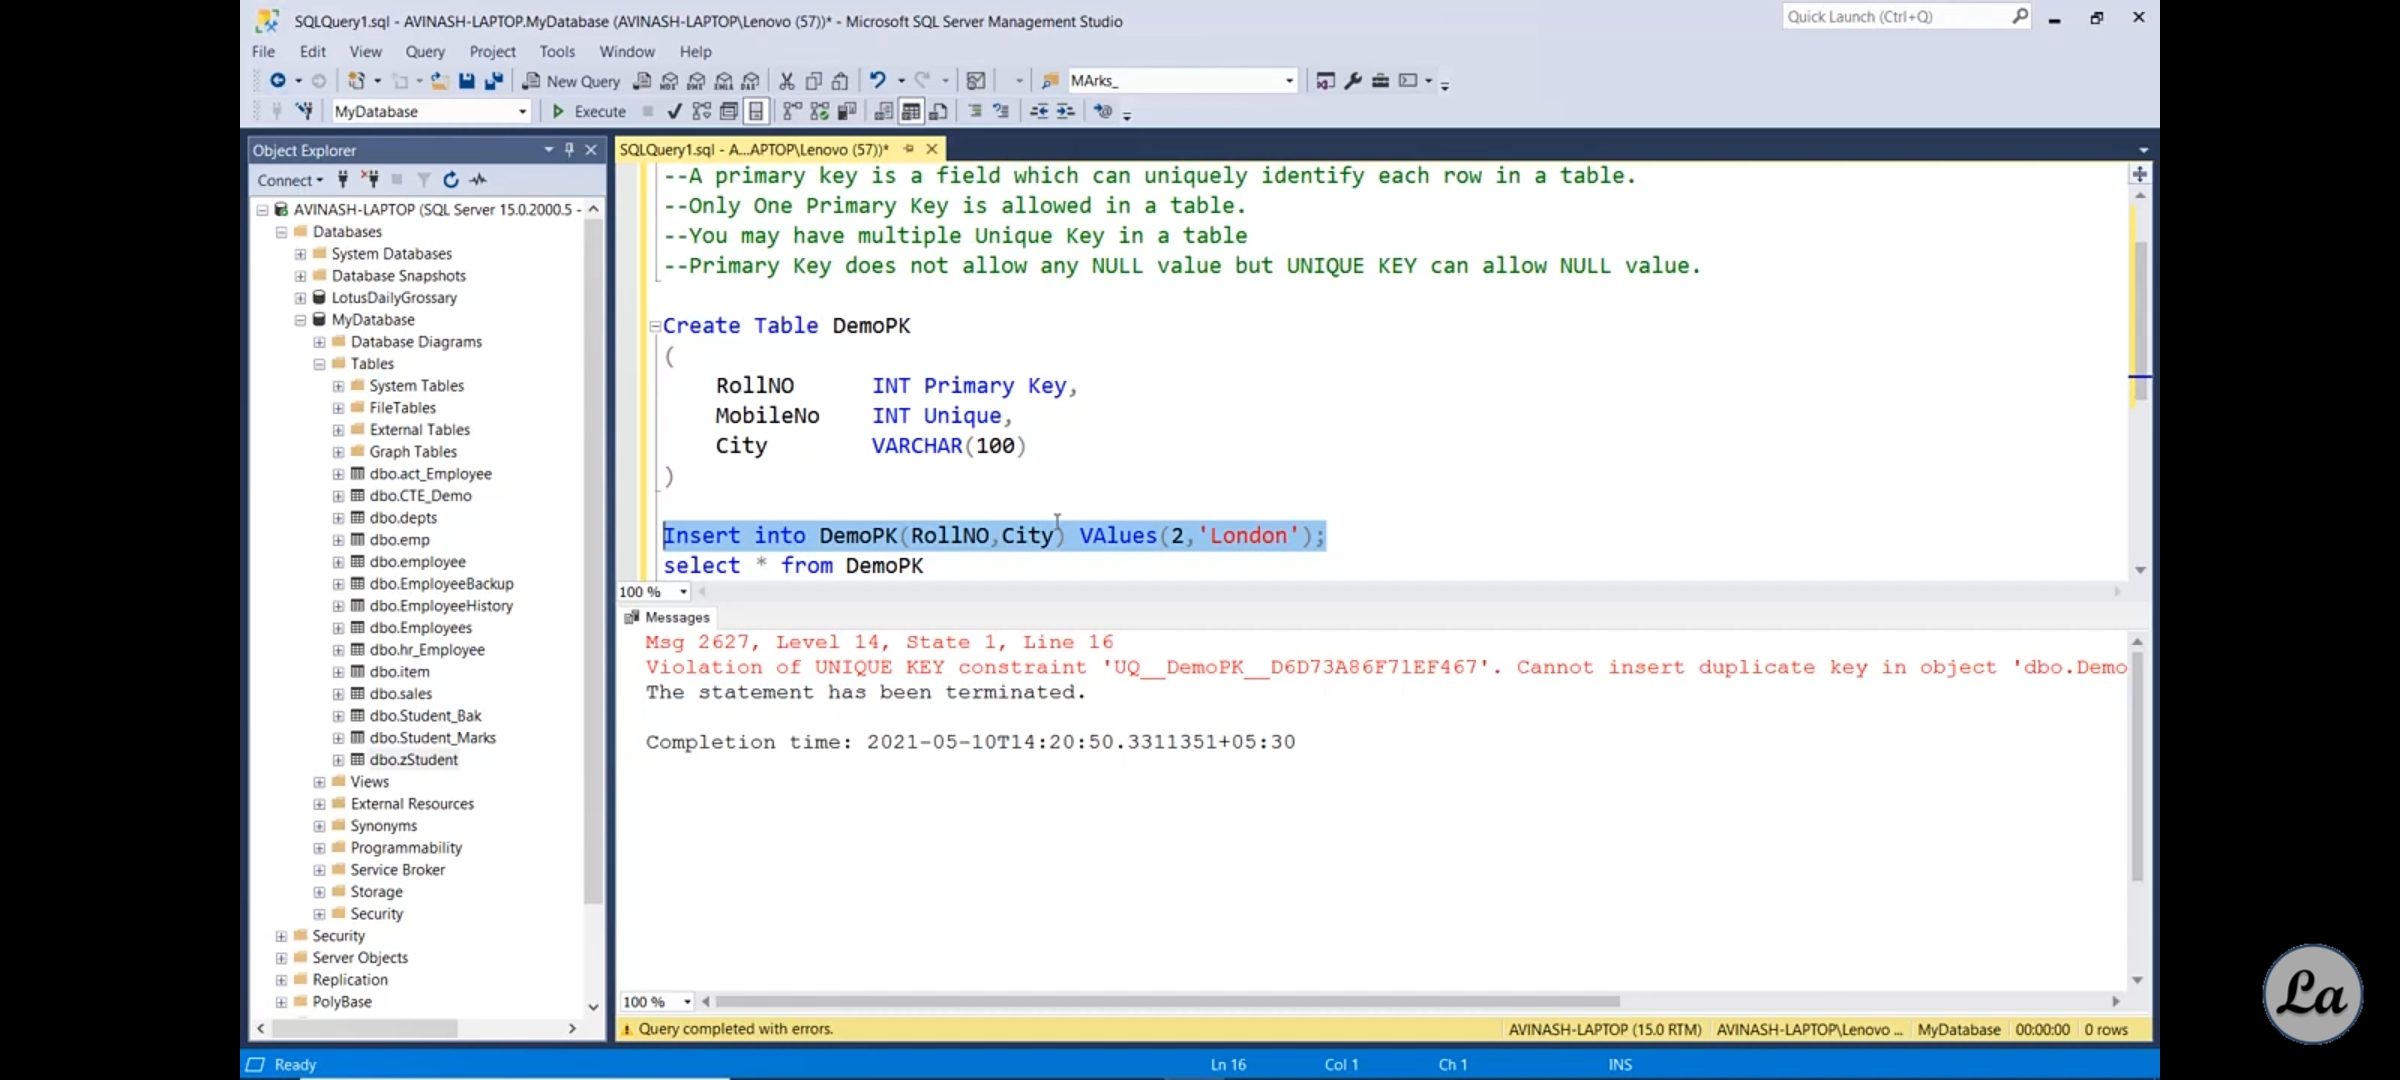 SQLQuery1.sql - AVINASH-LAPTOP.MyDatabase (AVINASH-LAPTOP\Lenovo (57))* - Microsoft SQL Server Management Studio
Quick Launch (Ctrl+Q)
File Edit View Query Project Tools Window Help
New Query
MArks_
MyDatabase
Execute
Object Explorer
Connect
AVINASH-LAPTOP (SQL Server 15.0.2000.5 -
Databases
System Databases
Database Snapshots
LotusDailyGrossary
MyDatabase
Database Diagrams
Tables
System Tables
FileTables
External Tables
Graph Tables
dbo.act_Employee
dbo.CTE_Demo
dbo.depts
dbo.emp
dbo.employee
dbo.EmployeeBackup
dbo.EmployeeHistory
dbo.Employees
dbo.hr_Employee
dbo.item
dbo.sales
dbo.Student_Bak
dbo.Student_Marks
dbo.zStudent
Views
External Resources
Synonyms
Programmability
Service Broker
Storage
Security
Security
Server Objects
Replication
PolyBase
SQLQuery1.sql - A...APTOP\Lenovo (57))*
--A primary key is a field which can uniquely identify each row in a table.
--Only One Primary Key is allowed in a table.
--You may have multiple Unique Key in a table
--Primary Key does not allow any NULL value but UNIQUE KEY can allow NULL value.
Create Table DemoPK
(
RollNO INT Primary Key,
MobileNo INT Unique,
City VARCHAR(100)
)
Insert into DemoPK(RollNO,City) VAlues(2,'London');
select * from DemoPK
100 %
Messages
Msg 2627, Level 14, State 1, Line 16
Violation of UNIQUE KEY constraint 'UQ__DemoPK__D6D73A86F71EF467'. Cannot insert duplicate key in object 'dbo.Demo
The statement has been terminated.
Completion time: 2021-05-10T14:20:50.3311351+05:30
100 %
Query completed with errors.
AVINASH-LAPTOP (15.0 RTM) AVINASH-LAPTOP\Lenovo ... MyDatabase 00:00:00 0 rows
Ready
Ln 16 Col 1 Ch 1 INS
La